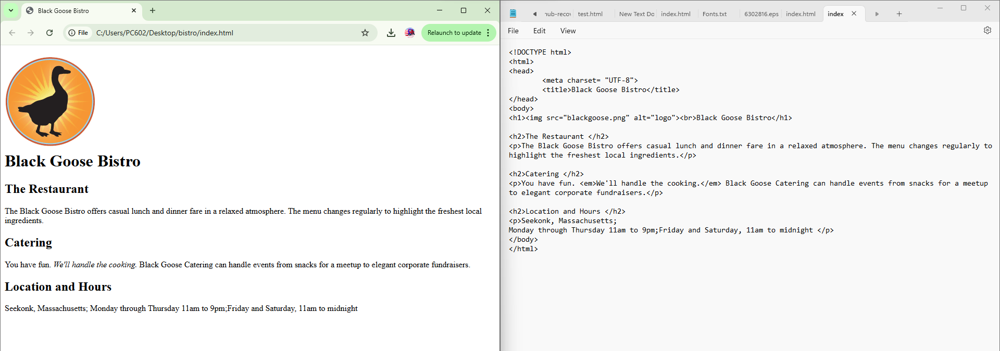 Black Goose Bistro
File
C:/Users/PC602/Desktop/bistro/index.html
Relaunch to update
Black Goose Bistro
The Restaurant
The Black Goose Bistro offers casual lunch and dinner fare in a relaxed atmosphere. The menu changes regularly to highlight the freshest local
ingredients.
Catering
You have fun. We'll handle the cooking. Black Goose Catering can handle events from snacks for a meetup to elegant corporate fundraisers.
Location and Hours
Seekonk, Massachusetts; Monday through Thursday 11am to 9pm;Friday and Saturday, 11am to midnight
test.html New Text Do index.html Fonts.txt 6302816.eps index.html index
File Edit View
<!DOCTYPE html>
<html>
<head>
<meta charset= "UTF-8">
<title>Black Goose Bistro</title>
</head>
<body>
<h1><img src="blackgoose.png" alt="logo"><br>Black Goose Bistro</h1>
<h2>The Restaurant </h2>
<p>The Black Goose Bistro offers casual lunch and dinner fare in a relaxed atmosphere. The menu changes regularly to
highlight the freshest local ingredients.</p>
<h2>Catering </h2>
<p>You have fun. <em>We'll handle the cooking.</em> Black Goose Catering can handle events from snacks for a meetup
to elegant corporate fundraisers.</p>
<h2>Location and Hours </h2>
<p>Seekonk, Massachusetts;
Monday through Thursday 11am to 9pm;Friday and Saturday, 11am to midnight </p>
</body>
</html>